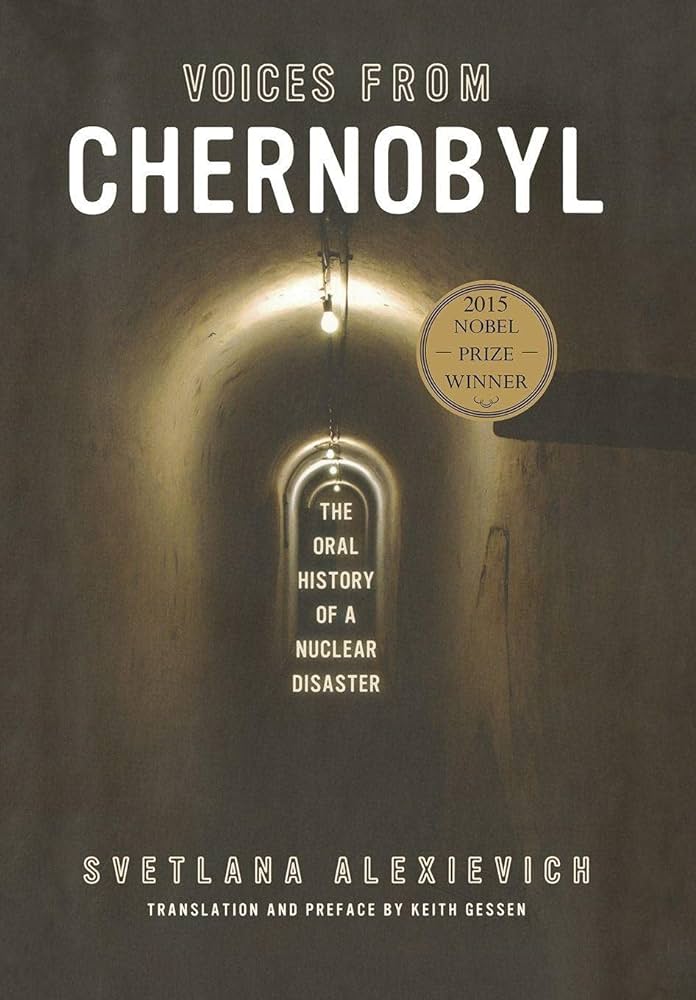 VOICES FROM
CHERNOBYL
2015
NOBEL
— PRIZE —
WINNER
THE
ORAL
HISTORY
OF A
NUCLEAR
DISASTER
SVETLANA ALEXIEVICH
TRANSLATION AND PREFACE BY KEITH GESSEN